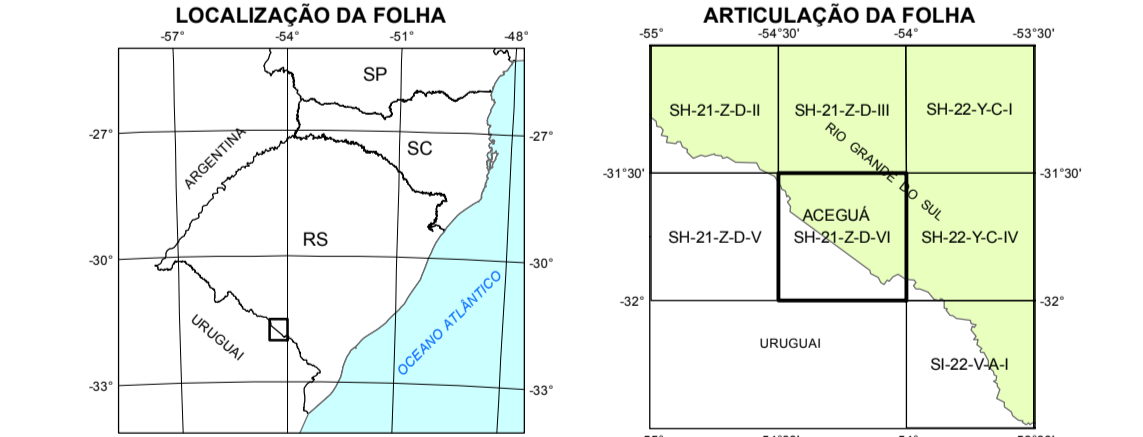 LOCALIZAÇÃO DA FOLHA
-57° -54° -51° -48°
SP
-27° -27°
ARGENTINA
SC
RS
-30° -30°
OCEANO ATLÂNTICO
URUGUAI
-33° -33°
ARTICULAÇÃO DA FOLHA
-55° -54°30' -54° -53°30'
SH-21-Z-D-II SH-21-Z-D-III SH-22-Y-C-I
RIO GRANDE DO SUL
-31°30' -31°30'
ACEGUÁ
SH-21-Z-D-V SH-21-Z-D-VI SH-22-Y-C-IV
-32° -32°
URUGUAI
SI-22-V-A-I